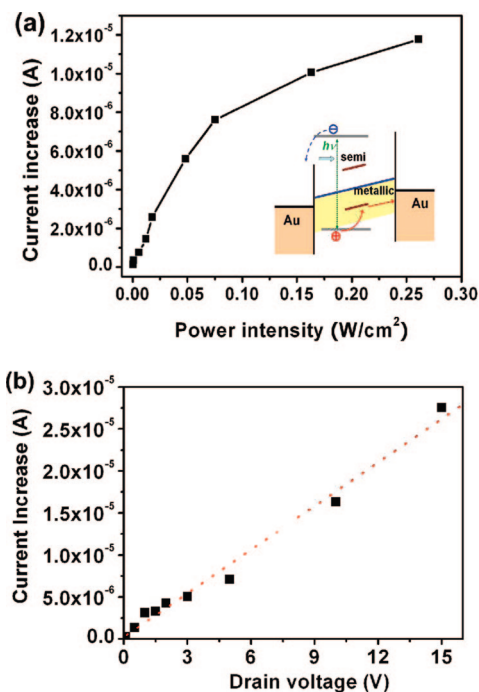 (a)
Current increase (A)
1.2x10⁻⁵
1.0x10⁻⁵
8.0x10⁻⁶
6.0x10⁻⁶
4.0x10⁻⁶
2.0x10⁻⁶
0.0
0.00 0.05 0.10 0.15 0.20 0.25 0.30
Power intensity (W/cm²)
⊖
hν
semi
metallic
Au
Au
⊕
(b)
Current Increase (A)
3.0x10⁻⁵
2.5x10⁻⁵
2.0x10⁻⁵
1.5x10⁻⁵
1.0x10⁻⁵
5.0x10⁻⁶
0.0
0 3 6 9 12 15
Drain voltage (V)